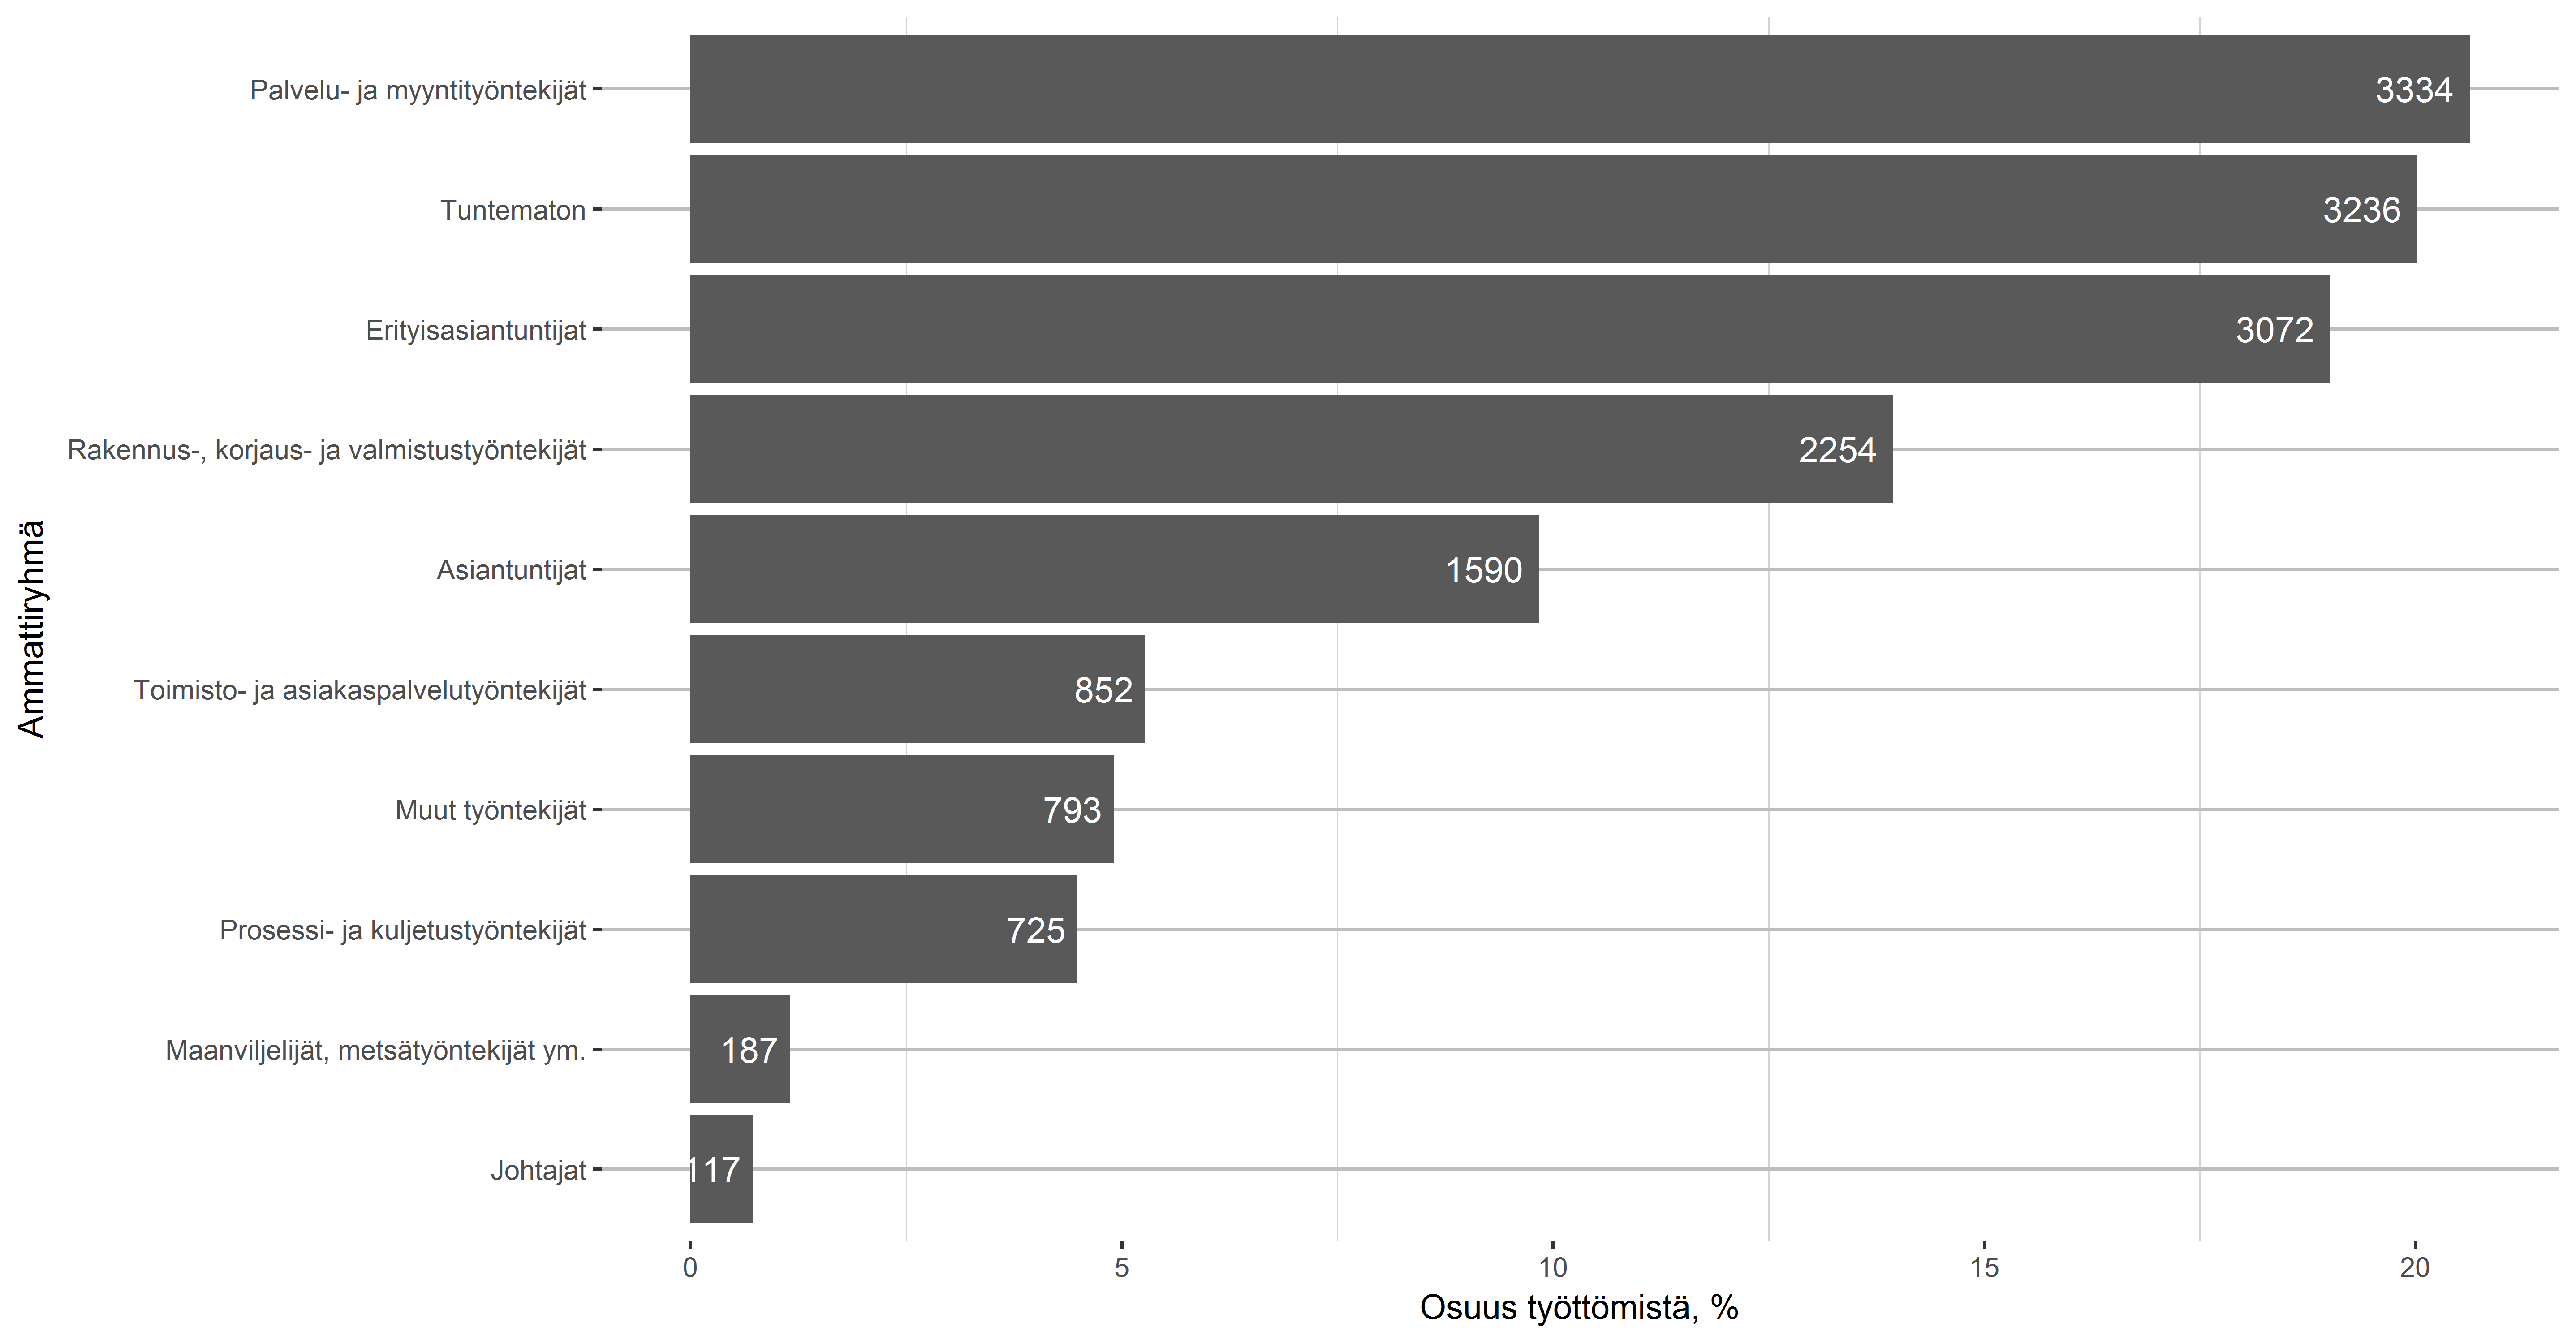 Ammattiryhmä
Palvelu- ja myyntityöntekijät
3334
Tuntematon
3236
Erityisasiantuntijat
3072
Rakennus-, korjaus- ja valmistustyöntekijät
2254
Asiantuntijat
1590
Toimisto- ja asiakaspalvelutyöntekijät
852
Muut työntekijät
793
Prosessi- ja kuljetustyöntekijät
725
Maanviljelijät, metsätyöntekijät ym.
187
Johtajat
117
0 5 10 15 20
Osuus työttömistä, %